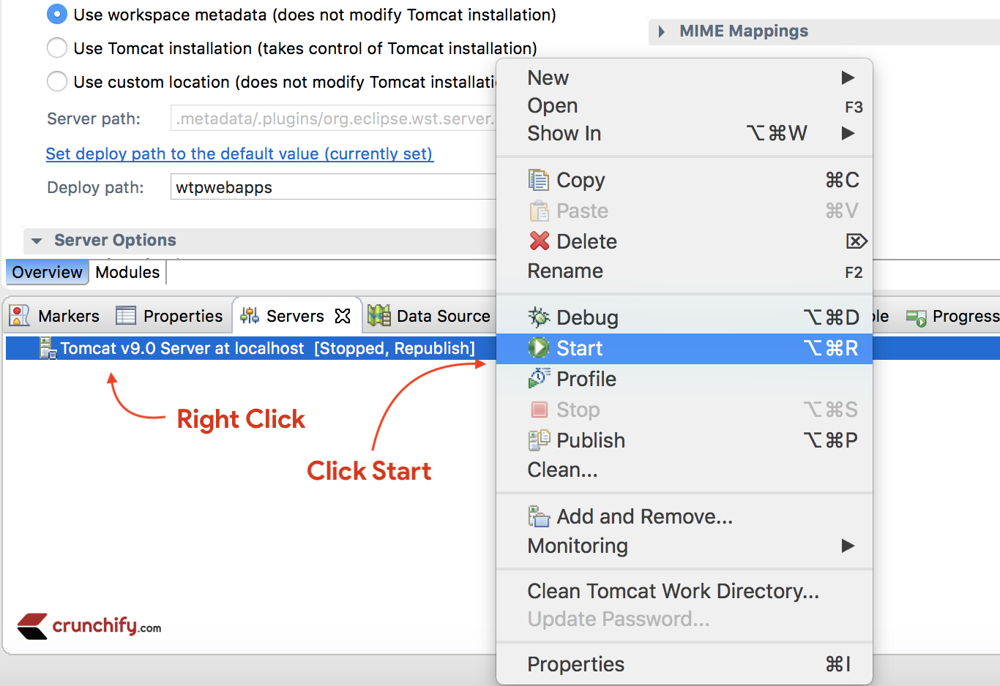 Use workspace metadata (does not modify Tomcat installation)
Use Tomcat installation (takes control of Tomcat installation)
Use custom location (does not modify Tomcat installati
Server path: .metadata/.plugins/org.eclipse.wst.server.
Set deploy path to the default value (currently set)
Deploy path: wtpwebapps
Server Options
MIME Mappings
Overview Modules
Markers Properties Servers Data Source
Progress
Tomcat v9.0 Server at localhost [Stopped, Republish]
Right Click
Click Start
crunchify.com
New
Open F3
Show In ⌥⌘W
Copy ⌘C
Paste ⌘V
Delete ⌦
Rename F2
Debug ⌥⌘D
Start ⌥⌘R
Profile
Stop ⌥⌘S
Publish ⌥⌘P
Clean...
Add and Remove...
Monitoring
Clean Tomcat Work Directory...
Update Password...
Properties ⌘I